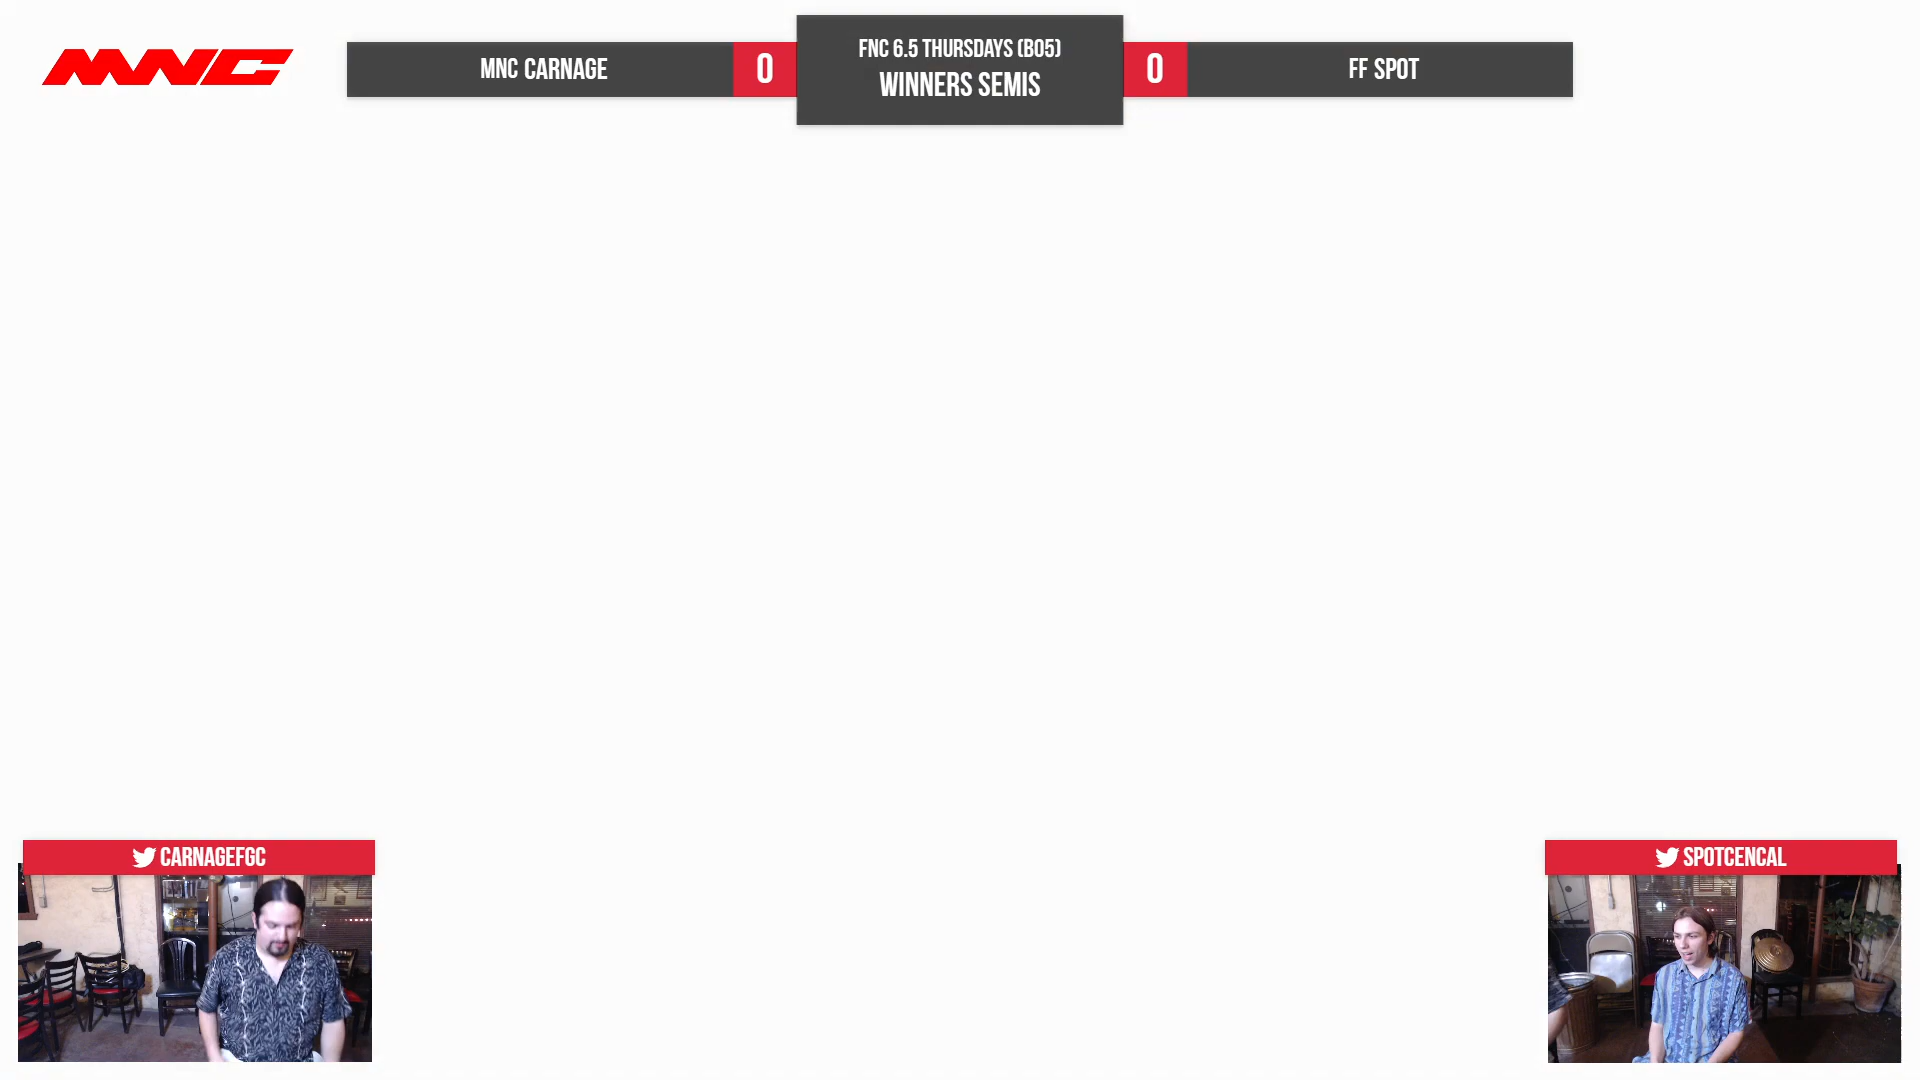 MNC
MNC CARNAGE
0
FNC 6.5 THURSDAYS (BO5)
WINNERS SEMIS
0
FF SPOT
CARNAGEFGC
SPOTCENCAL